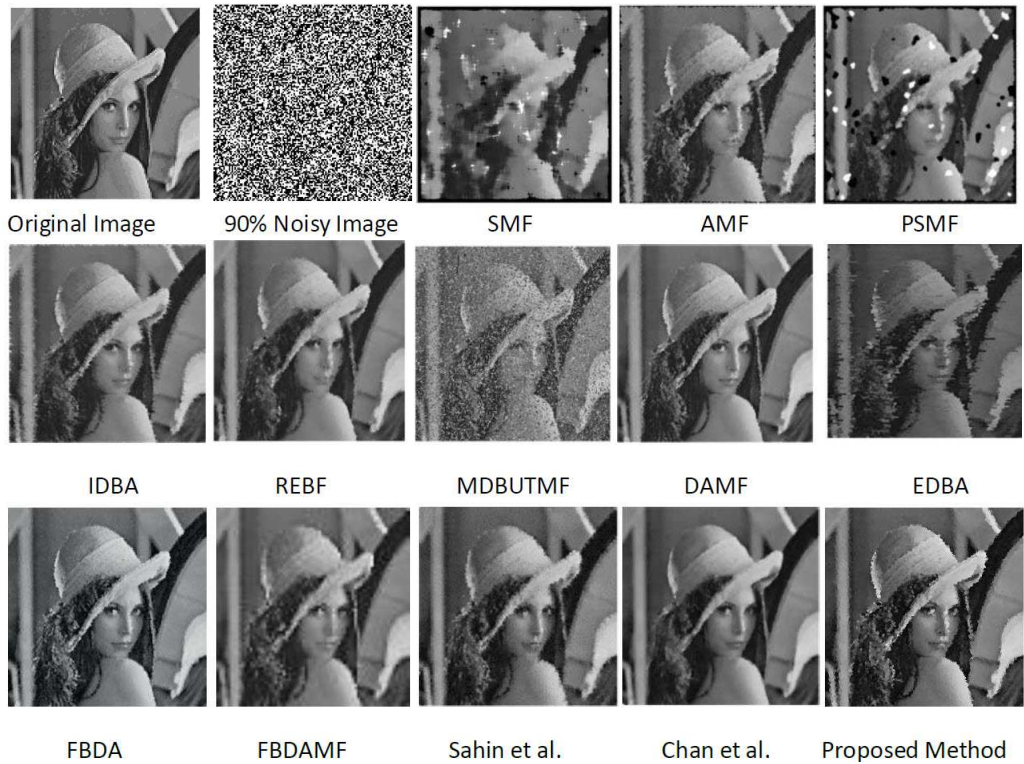 Original Image 90% Noisy Image SMF AMF PSMF
IDBA REBF MDBUTMF DAMF EDBA
FBDA FBDAMF Sahin et al. Chan et al. Proposed Method